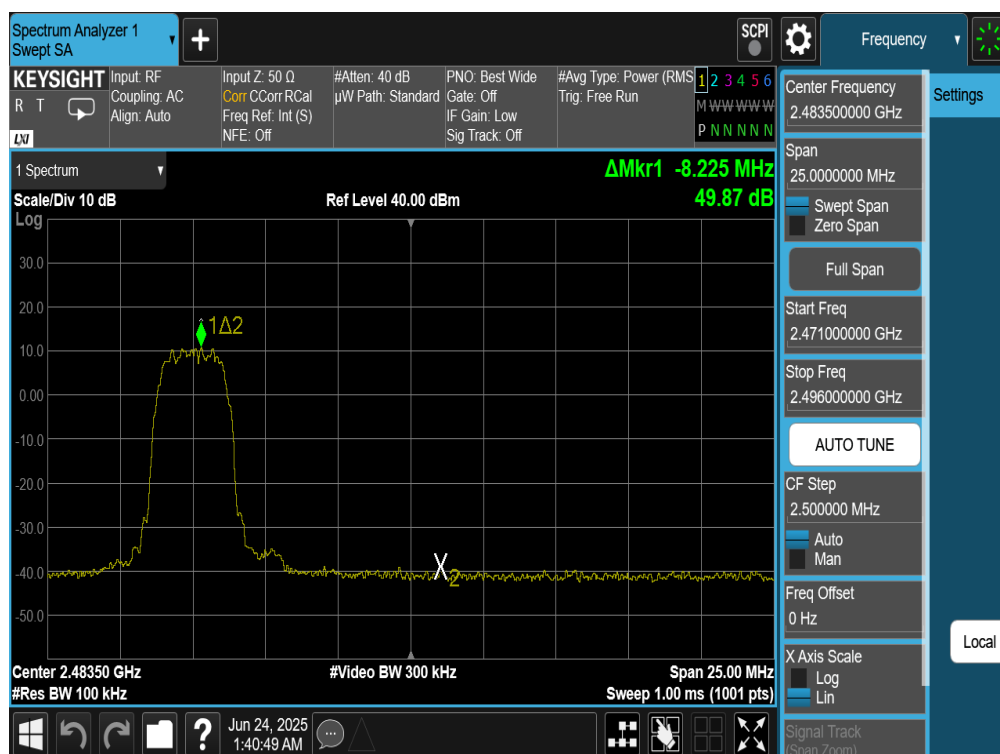 Spectrum Analyzer 1
Swept SA
+
SCPI
Frequency
KEYSIGHT
R T
LXI
Input: RF
Coupling: AC
Align: Auto
Input Z: 50 Ω
Corr CCorr RCal
Freq Ref: Int (S)
NFE: Off
#Atten: 40 dB
µW Path: Standard
PNO: Best Wide
Gate: Off
IF Gain: Low
Sig Track: Off
#Avg Type: Power (RMS
Trig: Free Run
1 2 3 4 5 6
M W W W W W
P N N N N N
Settings
1 Spectrum
ΔMkr1 -8.225 MHz
49.87 dB
Scale/Div 10 dB
Ref Level 40.00 dBm
Log
30.0
20.0
10.0
0.00
-10.0
-20.0
-30.0
-40.0
-50.0
1Δ2
2
Center 2.48350 GHz
#Video BW 300 kHz
Span 25.00 MHz
#Res BW 100 kHz
Sweep 1.00 ms (1001 pts)
Center Frequency
2.483500000 GHz
Span
25.0000000 MHz
Swept Span
Zero Span
Full Span
Start Freq
2.471000000 GHz
Stop Freq
2.496000000 GHz
AUTO TUNE
CF Step
2.500000 MHz
Auto
Man
Freq Offset
0 Hz
X Axis Scale
Log
Lin
Signal Track
(Span Zoom)
Local
?
Jun 24, 2025
1:40:49 AM